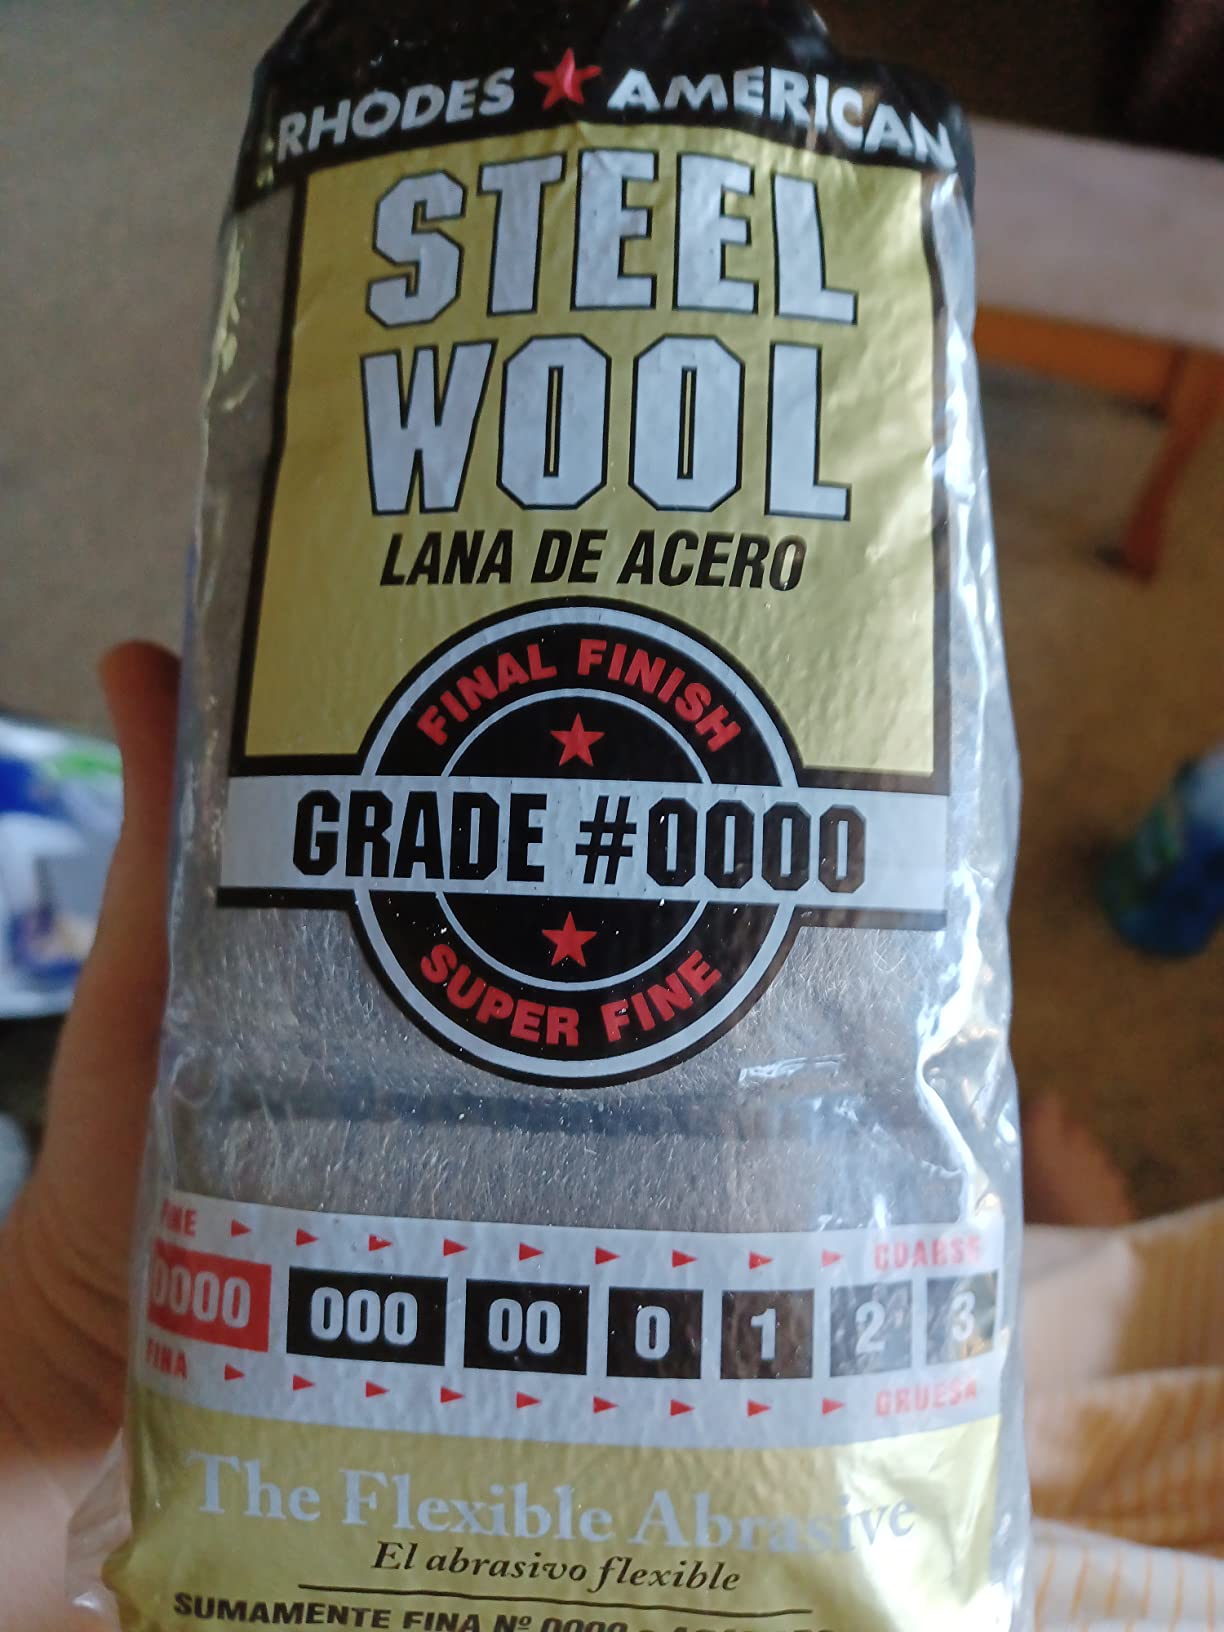 RHODES AMERICAN
STEEL
WOOL
LANA DE ACERO
FINAL FINISH
GRADE #0000
SUPER FINE
FINE COARSE
0000 000 00 0 1 2 3
FINA GRUESA
The Flexible Abrasive
El abrasivo flexible
SUMAMENTE FINA Nº 0000